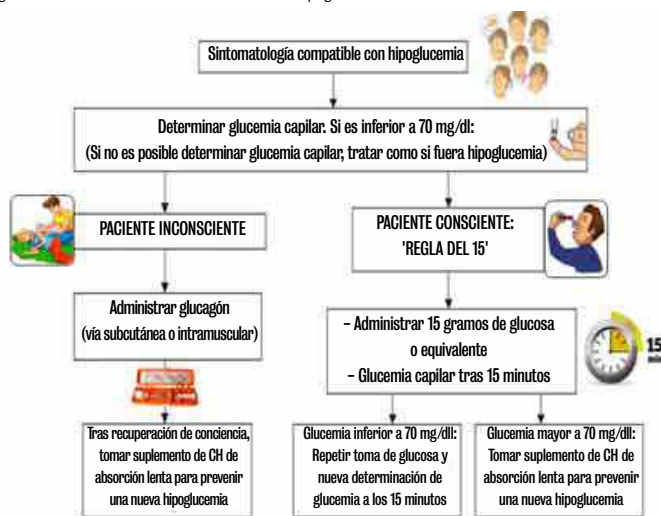 Sintomatología compatible con hipoglucemia
Determinar glucemia capilar. Si es inferior a 70 mg/dl:
(Si no es posible determinar glucemia capilar, tratar como si fuera hipoglucemia)
PACIENTE INCONSCIENTE
PACIENTE CONSCIENTE:
'REGLA DEL 15'
Administrar glucagón
(vía subcutánea o intramuscular)
– Administrar 15 gramos de glucosa
o equivalente
– Glucemia capilar tras 15 minutos
15
Tras recuperación de conciencia,
tomar suplemento de CH de
absorción lenta para prevenir
una nueva hipoglucemia
Glucemia inferior a 70 mg/dll:
Repetir toma de glucosa y
nueva determinación de
glucemia a los 15 minutos
Glucemia mayor a 70 mg/dll:
Tomar suplemento de CH de
absorción lenta para prevenir
una nueva hipoglucemia